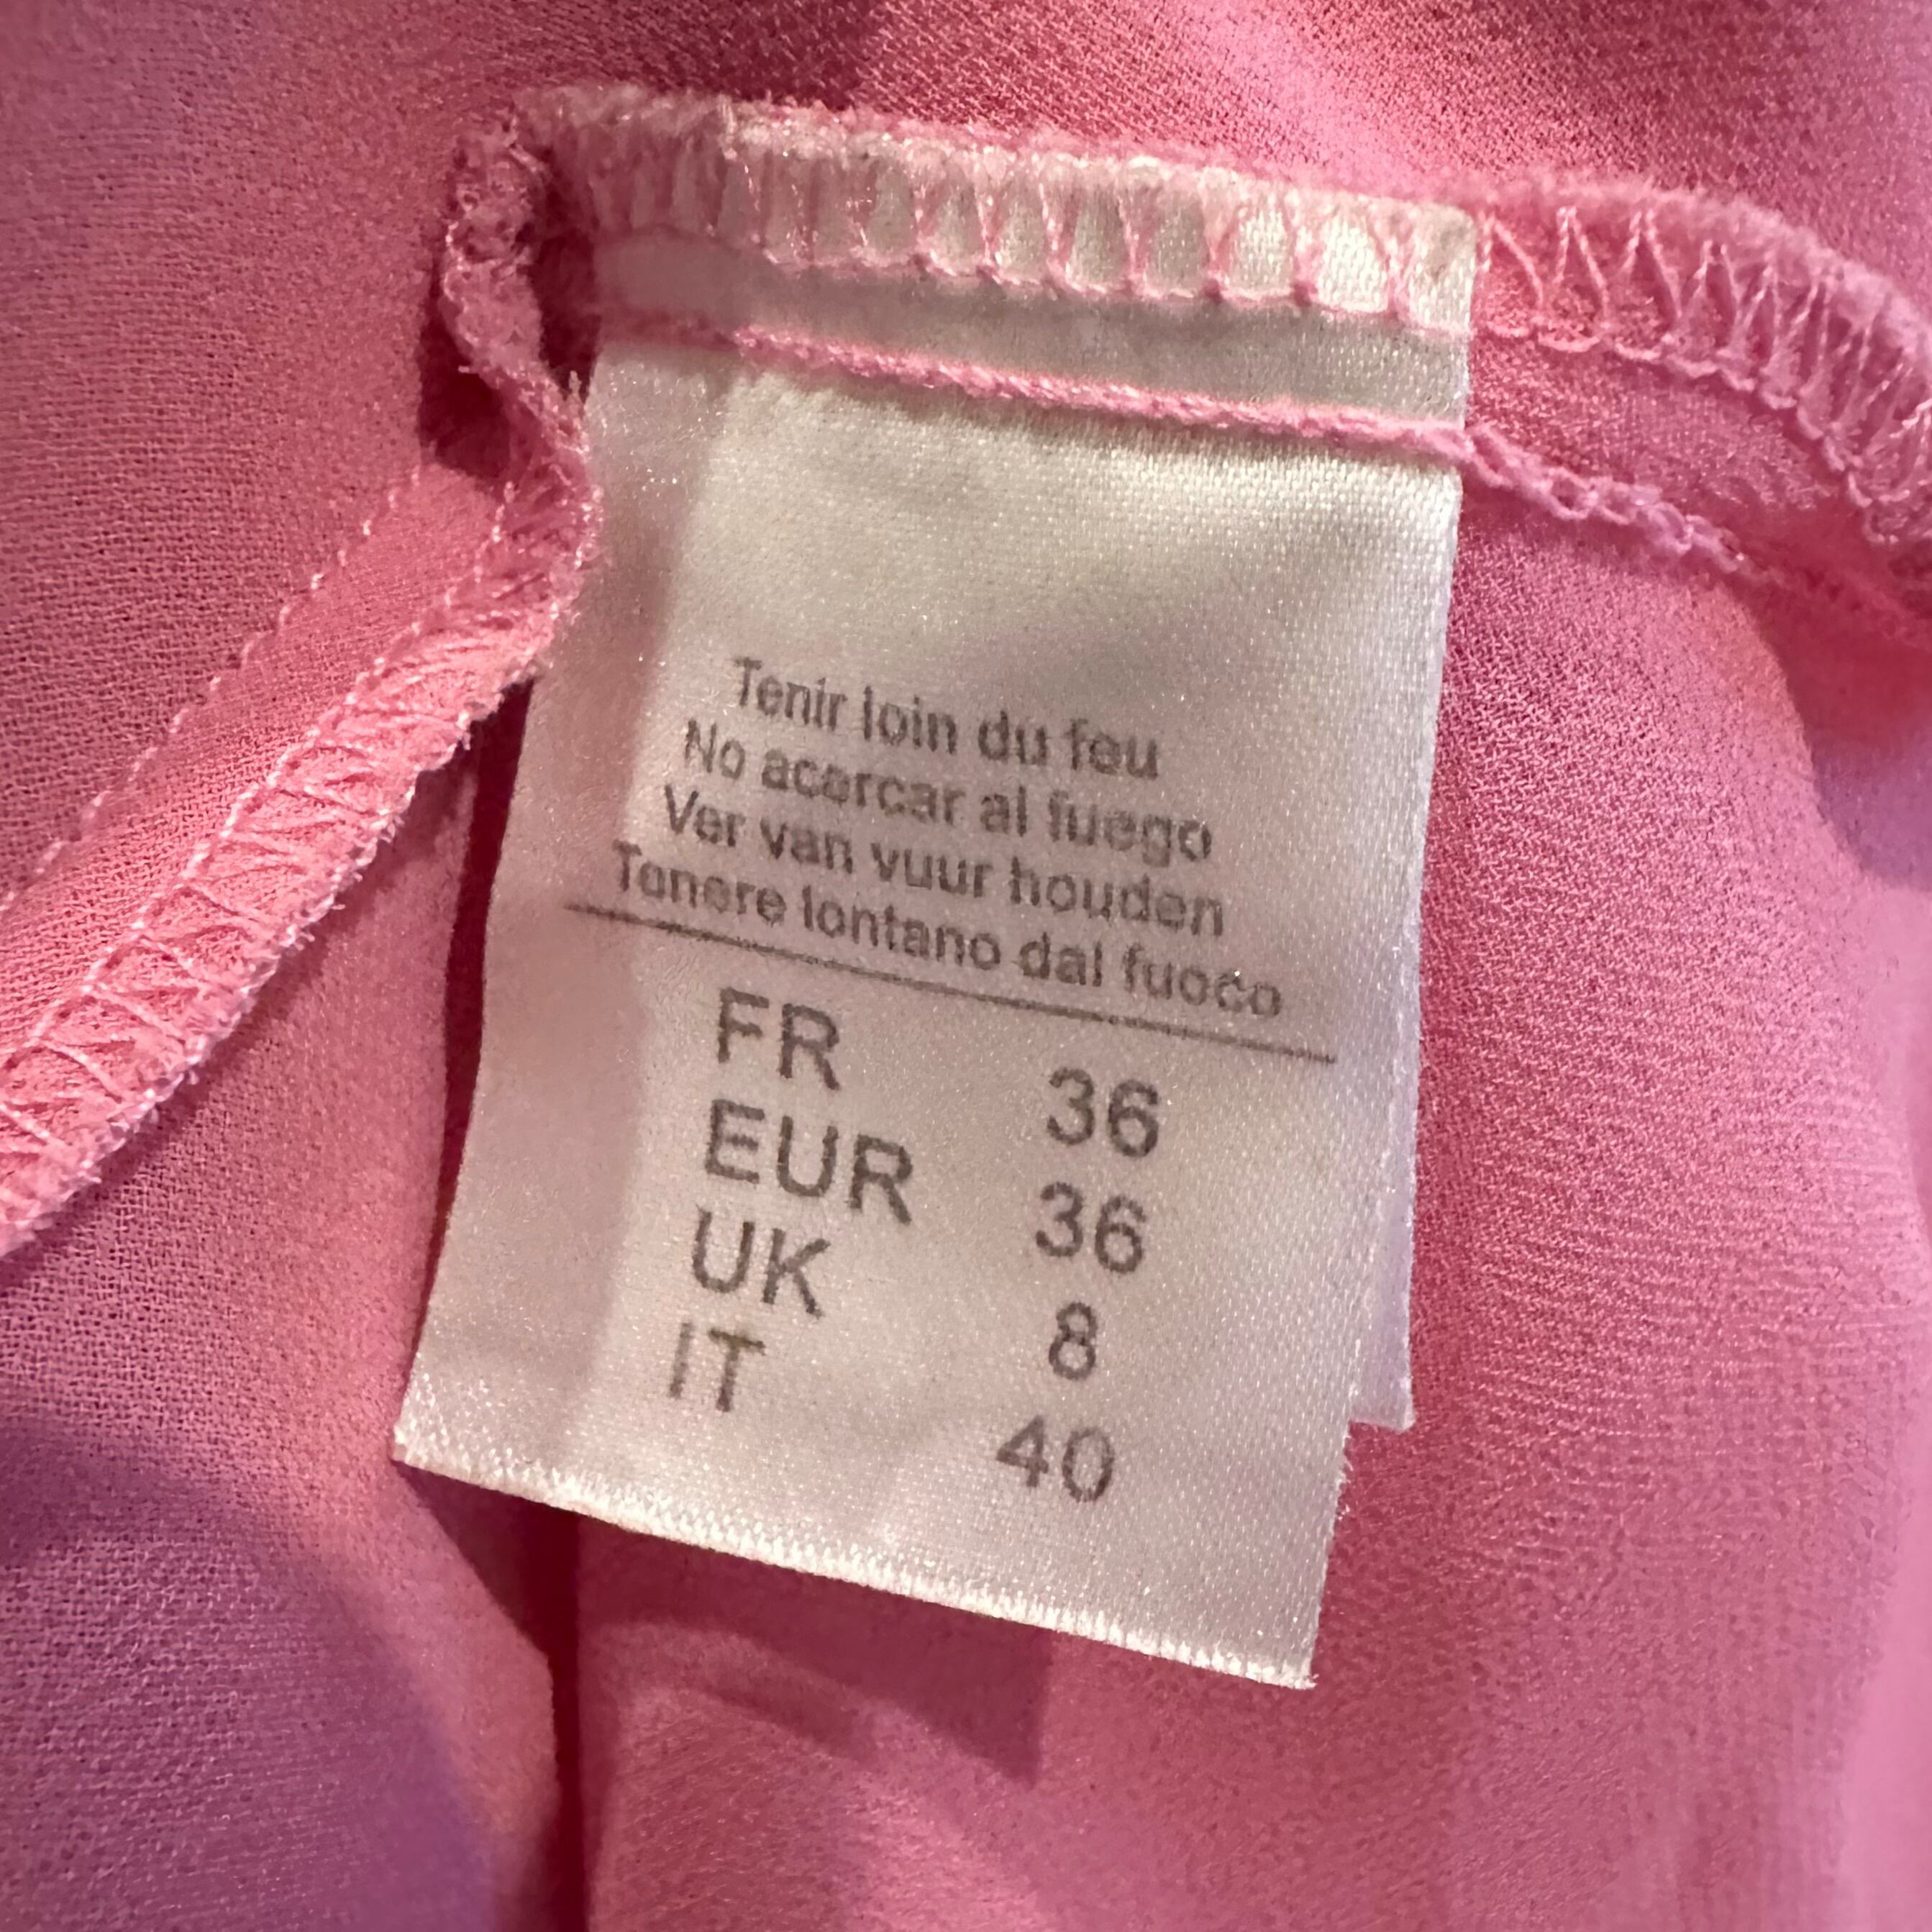 Tenir loin du feu
No acercar al fuego
Ver van vuur houden
Tenere lontano dal fuoco
FR 36
EUR 36
UK 8
IT 40